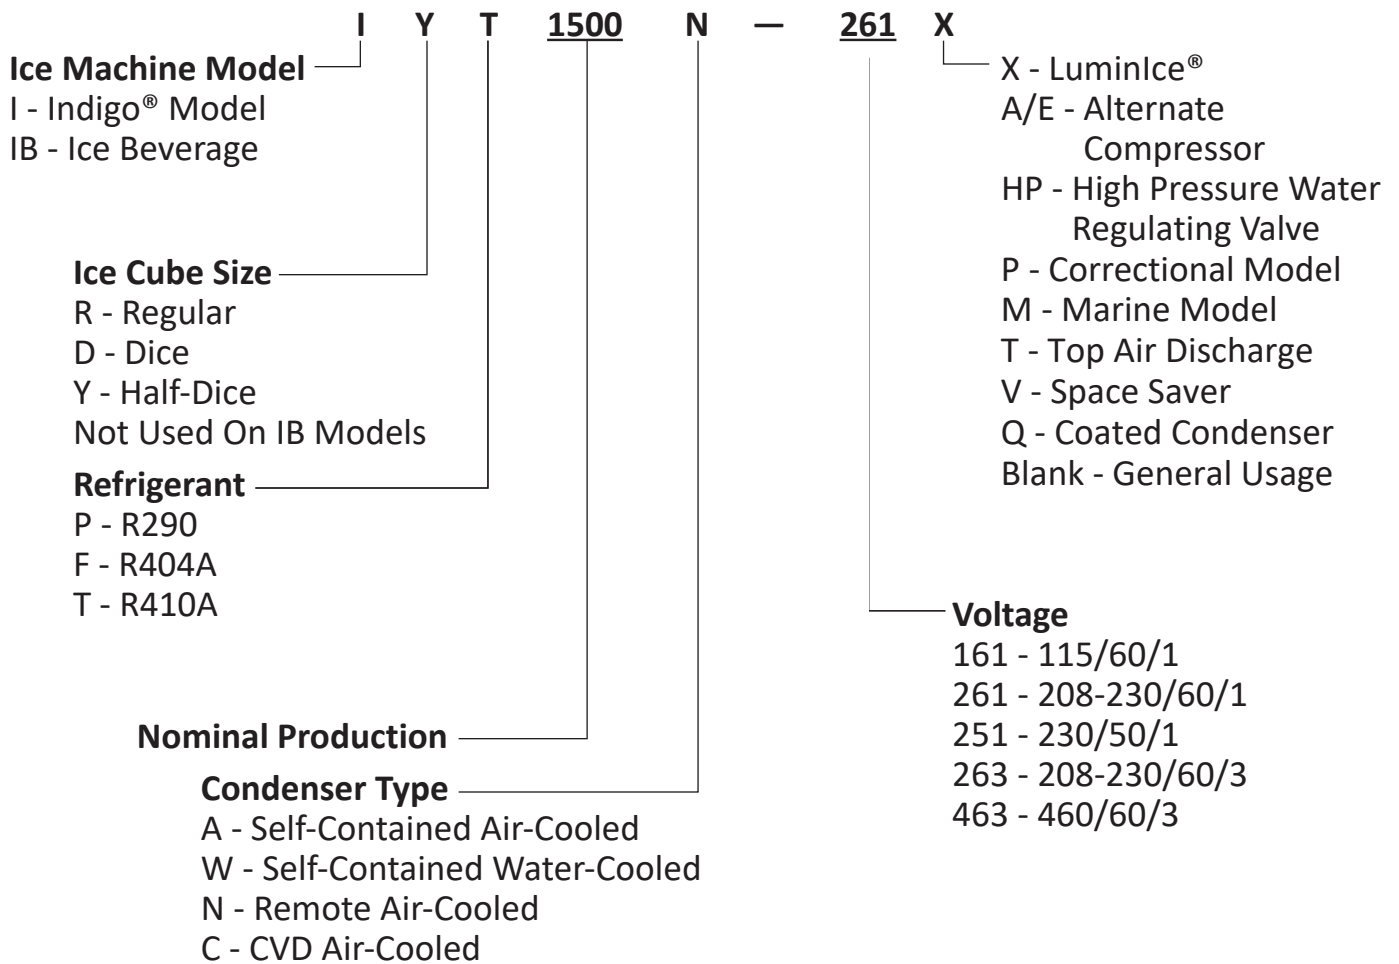 I Y T 1500 N — 261 X
Ice Machine Model
I - Indigo® Model
IB - Ice Beverage
Ice Cube Size
R - Regular
D - Dice
Y - Half-Dice
Not Used On IB Models
Refrigerant
P - R290
F - R404A
T - R410A
Nominal Production
Condenser Type
A - Self-Contained Air-Cooled
W - Self-Contained Water-Cooled
N - Remote Air-Cooled
C - CVD Air-Cooled
X - LuminIce®
A/E - Alternate
Compressor
HP - High Pressure Water
Regulating Valve
P - Correctional Model
M - Marine Model
T - Top Air Discharge
V - Space Saver
Q - Coated Condenser
Blank - General Usage
Voltage
161 - 115/60/1
261 - 208-230/60/1
251 - 230/50/1
263 - 208-230/60/3
463 - 460/60/3